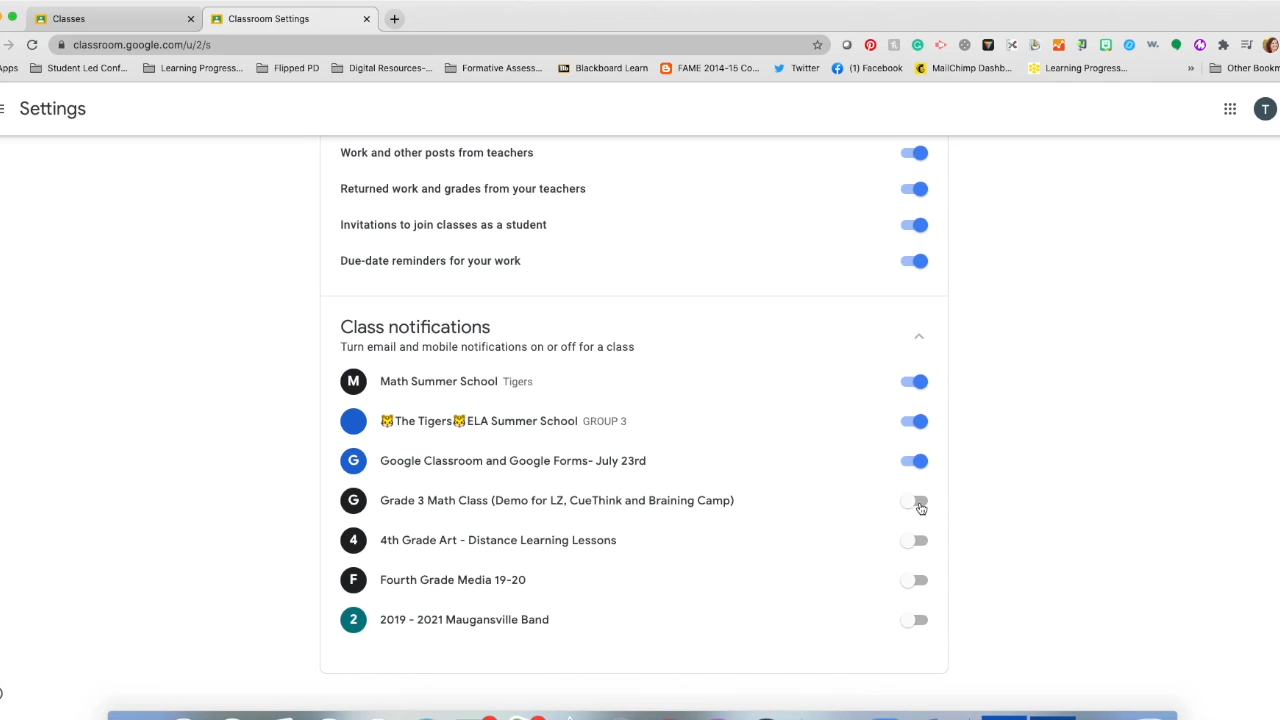 Classes
Classroom Settings
classroom.google.com/u/2/s
Apps
Student Led Conf...
Learning Progress...
Flipped PD
Digital Resources-...
Formative Assess...
Bb Blackboard Learn
FAME 2014-15 Co...
Twitter
(1) Facebook
MailChimp Dashb...
Learning Progress...
»
Other Bookm
Settings
T
Work and other posts from teachers
Returned work and grades from your teachers
Invitations to join classes as a student
Due-date reminders for your work
Class notifications
Turn email and mobile notifications on or off for a class
M Math Summer School Tigers
🐯The Tigers🐯ELA Summer School GROUP 3
G Google Classroom and Google Forms- July 23rd
G Grade 3 Math Class (Demo for LZ, CueThink and Braining Camp)
4 4th Grade Art - Distance Learning Lessons
F Fourth Grade Media 19-20
2 2019 - 2021 Maugansville Band